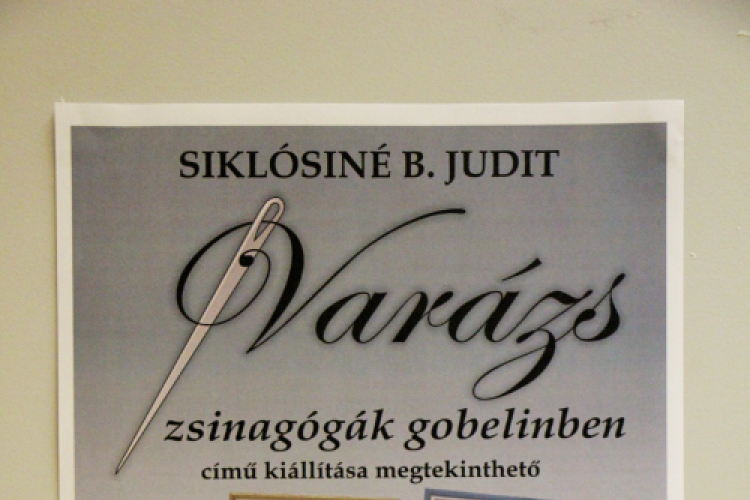 SIKLÓSINÉ B. JUDIT
Varázs
zsinagógák gobelinben
című kiállítása megtekinthető